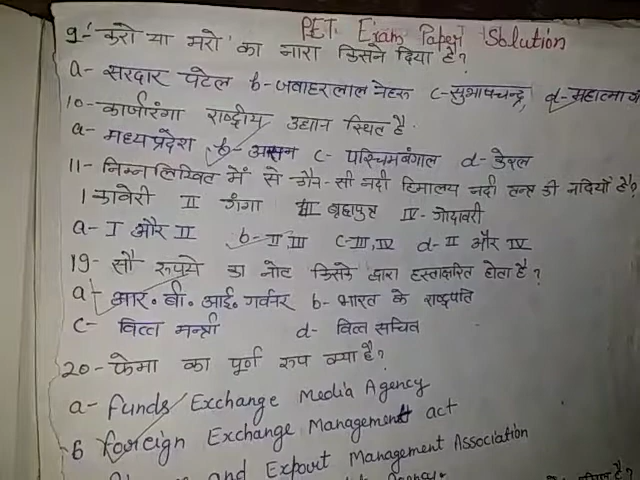 PET Exam Paper Solution
9- 'करो या मरो' का नारा किसने दिया है?
a- सरदार पटेल b- जवाहरलाल नेहरू c- सुभाषचन्द्र, d- महात्मा
10- काजीरंगा राष्ट्रीय उद्यान स्थित है
a- मध्यप्रदेश b- असम c- पश्चिमबंगाल d- केरल
11- निम्नलिखित में से कौन-सी नदी हिमालय नदी तन्त्र की नदियाँ है?
I कावेरी II गंगा III ब्रह्मपुत्र IV- गोदावरी
a- I और II b- II III c- III, IV d- II और IV
19- सौ रूपये का नोट किसके द्वारा हस्ताक्षरित होता है?
a- आर. बी. आई. गर्वनर b- भारत के राष्ट्रपति
c- वित्त मन्त्री d- वित्त सचिव
20- फेमा का पूर्ण रूप क्या है?
a- Funds Exchange Media Agency
b Foreign Exchange Management act
and Export Management Association